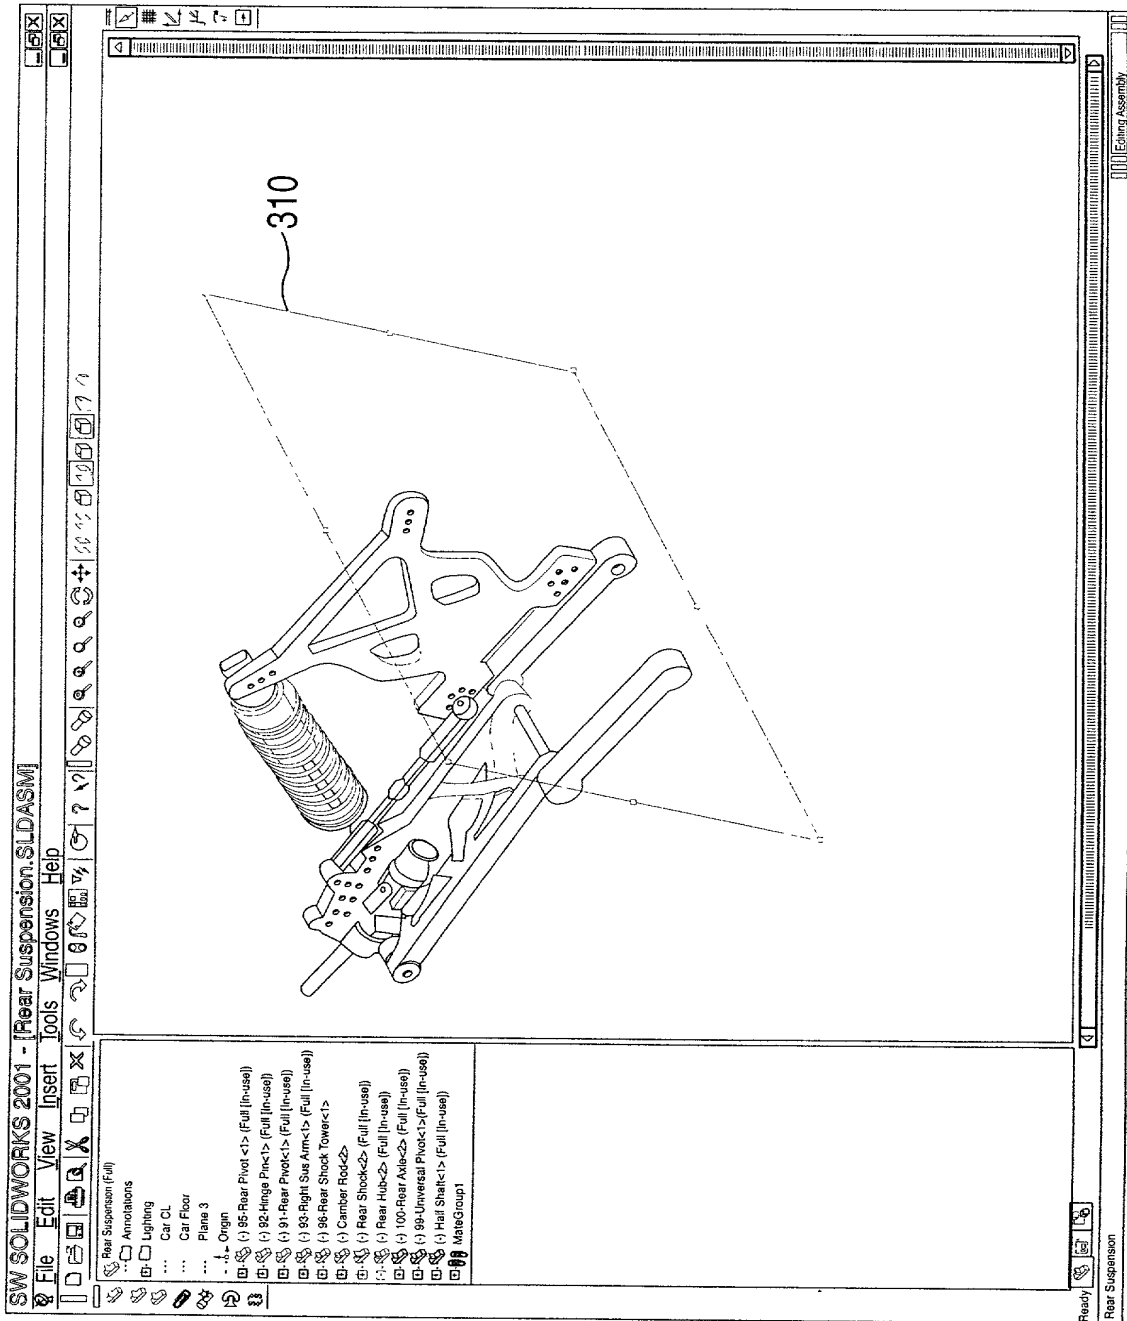 SW SOLIDWORKS 2001 - [Rear Suspension.SLDASM]
File Edit View Insert Tools Windows Help
Rear Suspension (Full)
Annotations
Lighting
Car CL
Car Floor
Plane 3
Origin
(-) 95-Rear Pivot <1> (Full [In-use])
(-) 92-Hinge Pin<1> (Full [In-use])
(-) 91-Rear Pivot<1> (Full [In-use])
(-) 93-Right Sus Arm<1> (Full [In-use])
(-) 96-Rear Shock Tower<1>
(-) Camber Rod<2>
(-) Rear Shock<2> (Full [In-use])
(-) Rear Hub<2> (Full [In-use])
(-) 100-Rear Axle<2> (Full [In-use])
(-) 99-Universal Pivot<1>(Full [In-use])
(-) Half Shaft<1> (Full [In-use])
MateGroup1
310
Ready
Editing Assembly
Rear Suspension